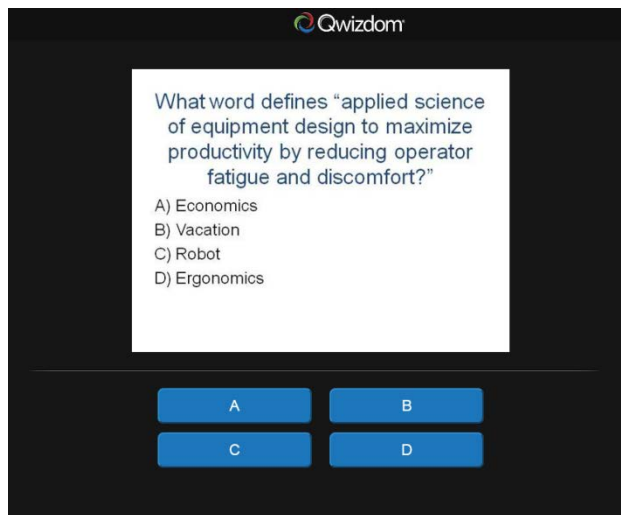 Qwizdom
What word defines “applied science
of equipment design to maximize
productivity by reducing operator
fatigue and discomfort?”
A) Economics
B) Vacation
C) Robot
D) Ergonomics
A
B
C
D